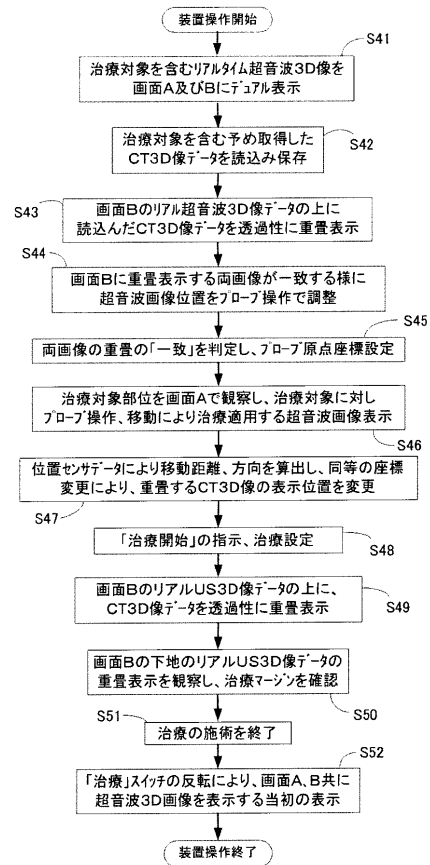 装置操作開始
S41
治療対象を含むリアルタイム超音波3D像を
画面A及びBにデュアル表示
治療対象を含む予め取得した
CT3D像データを読込み保存
S42
S43
画面Bのリアル超音波3D像データの上に
読込んだCT3D像データを透過性に重畳表示
S44
画面Bに重畳表示する両画像が一致する様に
超音波画像位置をプローブ操作で調整
S45
両画像の重畳の「一致」を判定し、プローブ原点座標設定
治療対象部位を画面Aで観察し、治療対象に対し
プローブ操作、移動により治療適用する超音波画像表示
S46
位置センサデータにより移動距離、方向を算出し、同等の座標
変更により、重畳するCT3D像の表示位置を変更
S47
「治療開始」の指示、治療設定
S48
画面BのリアルUS3D像データの上に、
CT3D像データを透過性に重畳表示
S49
画面Bの下地のリアルUS3D像データの
重畳表示を観察し、治療マージンを確認
S50
S51
治療の施術を終了
S52
「治療」スイッチの反転により、画面A、B共に
超音波3D画像を表示する当初の表示
装置操作終了